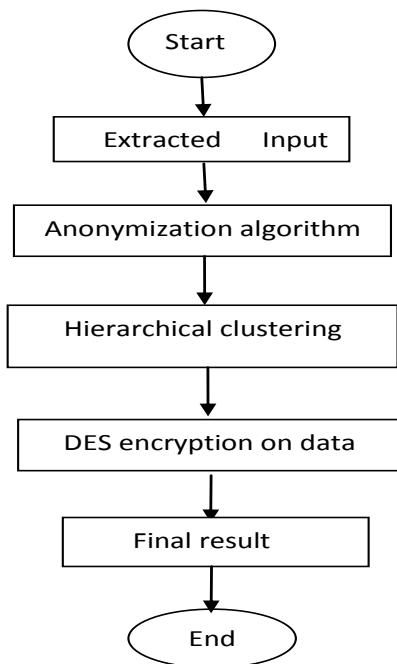 Start
Extracted Input
Anonymization algorithm
Hierarchical clustering
DES encryption on data
Final result
End